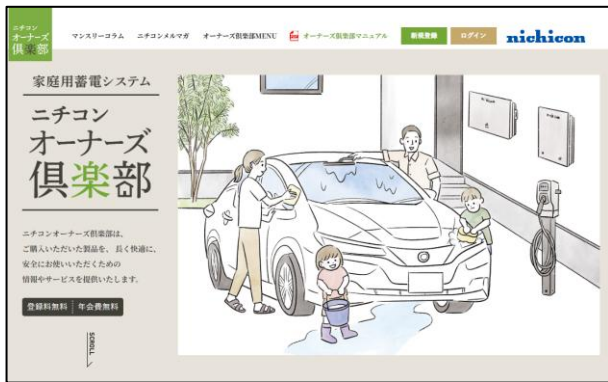 ニチコン
オーナーズ
倶楽部
マンスリーコラム ニチコンメルマガ オーナーズ倶楽部MENU オーナーズ倶楽部マニュアル 新規登録 ログイン nichicon
家庭用蓄電システム
ニチコン
オーナーズ
倶楽部
ニチコンオーナーズ倶楽部は、
ご購入いただいた製品を、長く快適に、
安全にお使いいただくための
情報やサービスを提供いたします。
登録料無料 年会費無料
SCROLL